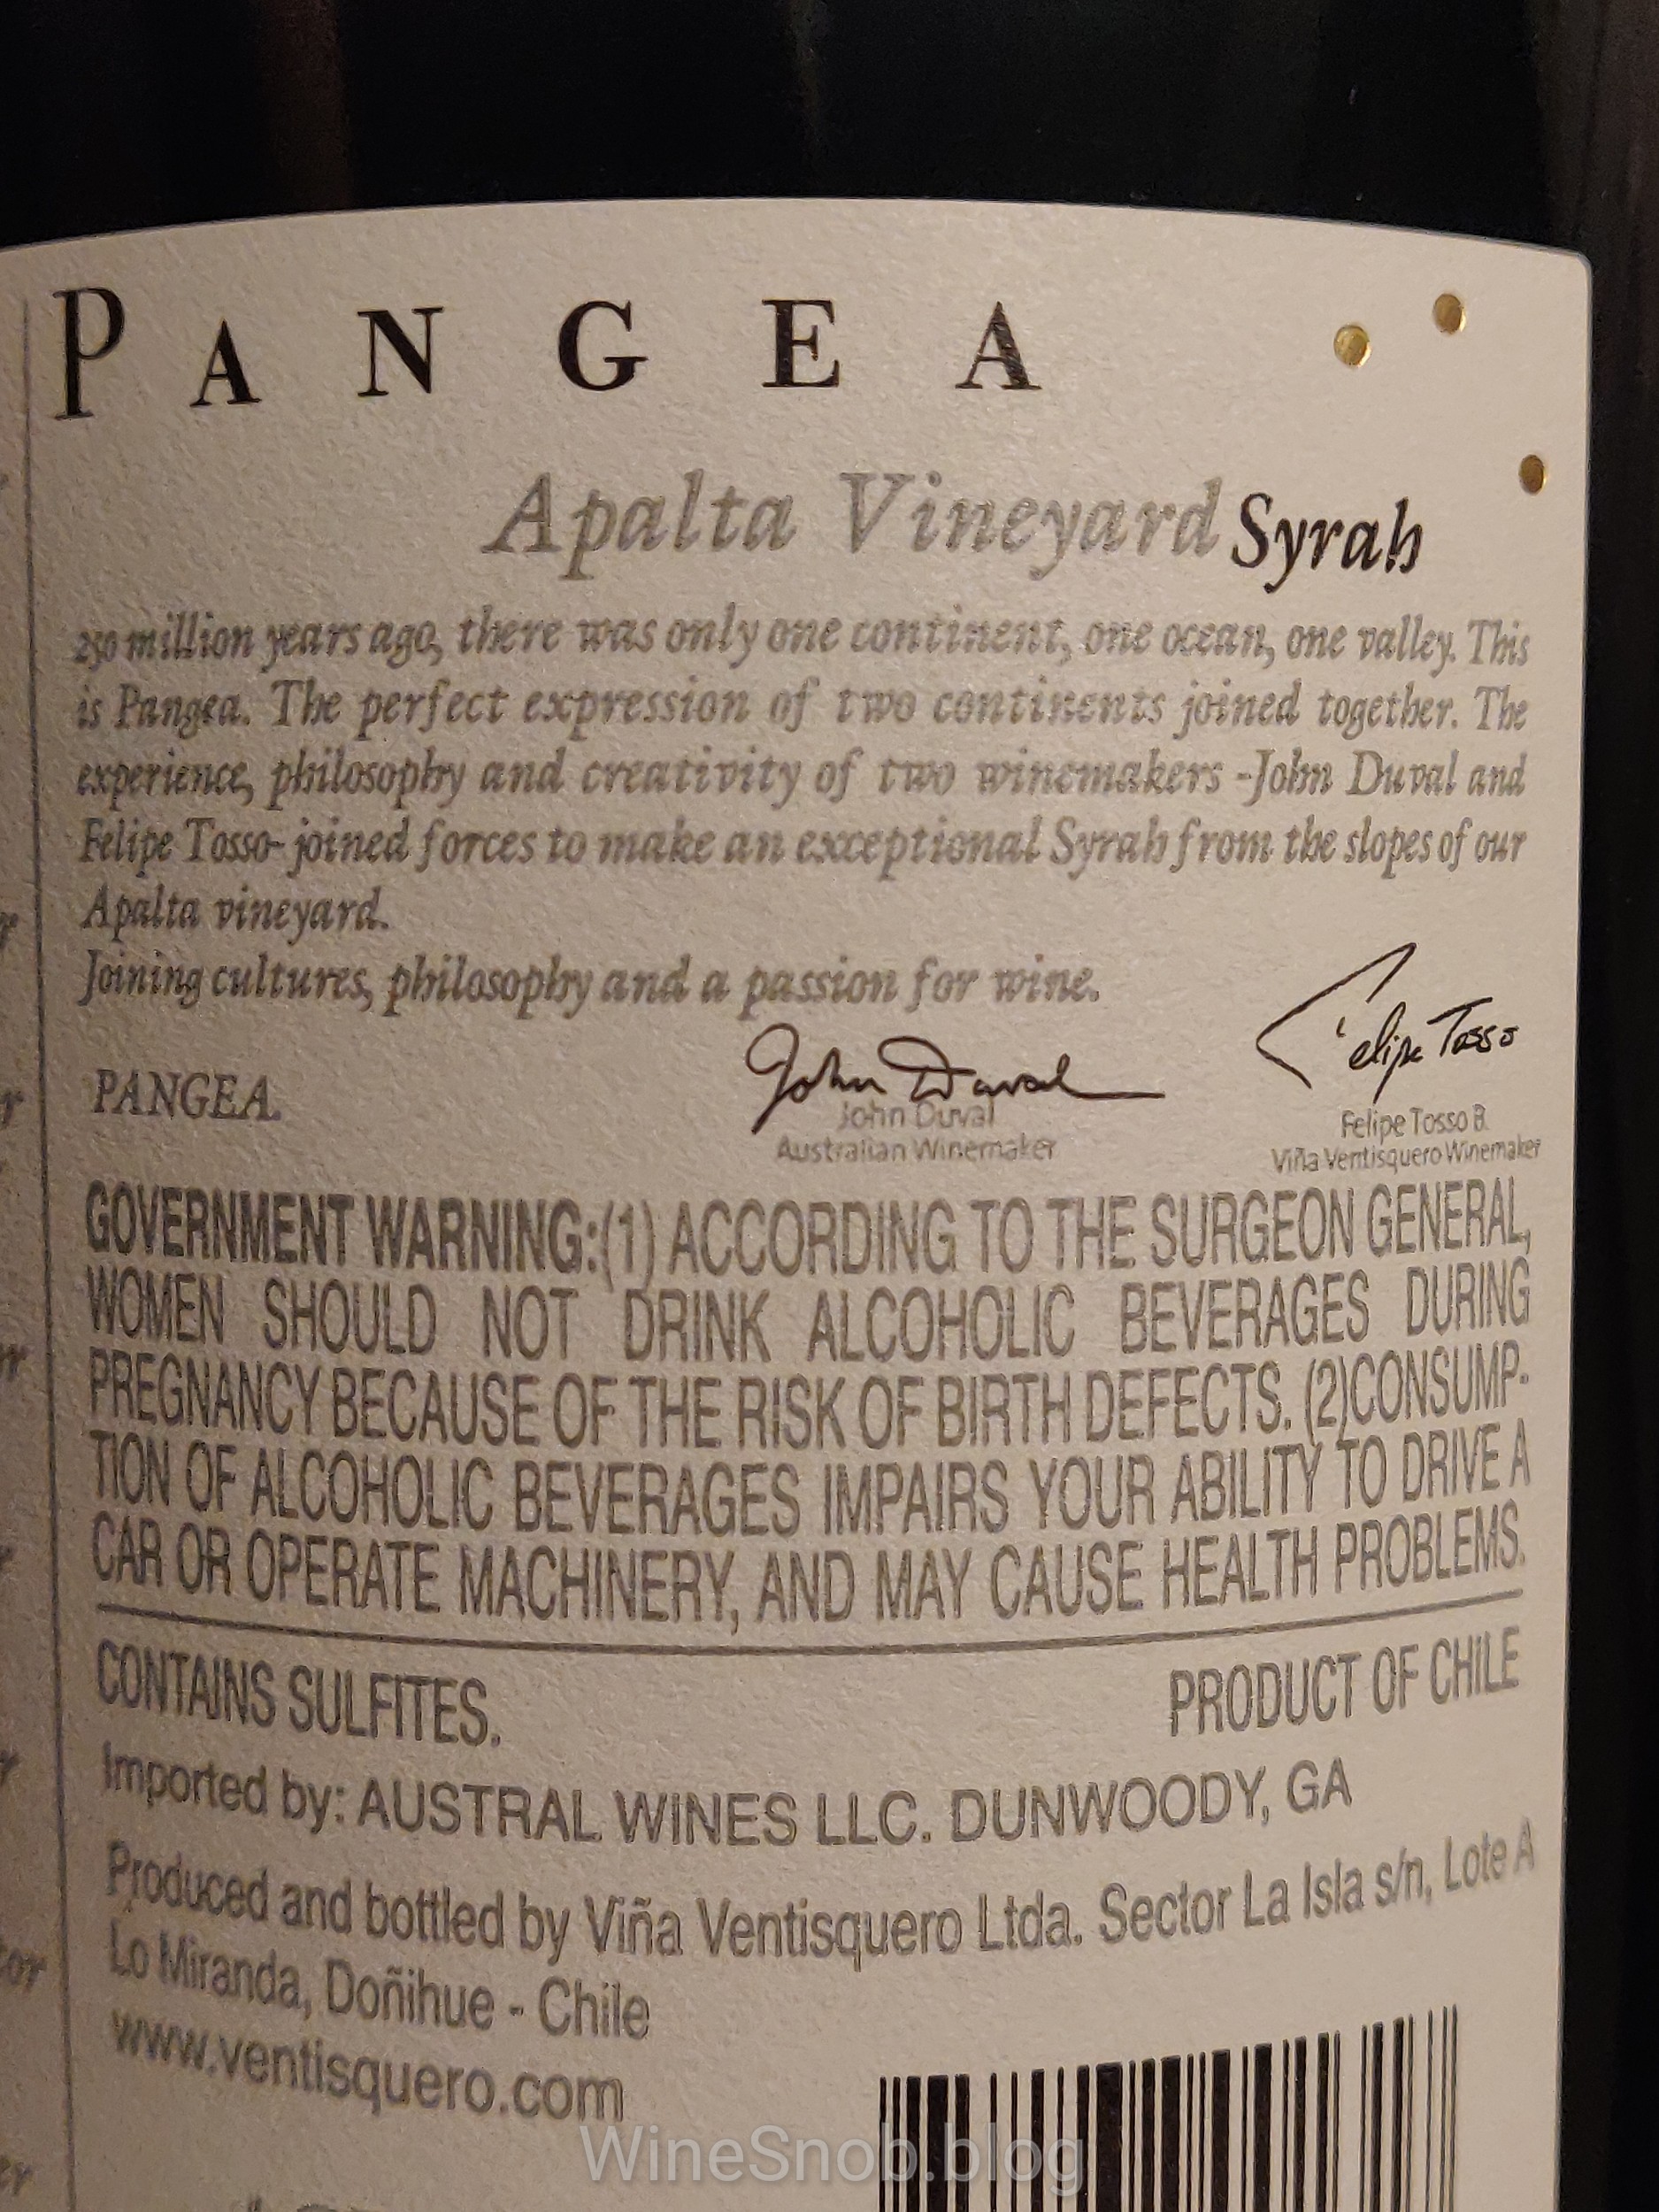 PANGEA
Apalta Vineyard Syrah
250 million years ago, there was only one continent, one ocean, one valley. This
is Pangea. The perfect expression of two continents joined together. The
experience, philosophy and creativity of two winemakers -John Duval and
Felipe Tosso- joined forces to make an exceptional Syrah from the slopes of our
Apalta vineyard.
Joining cultures, philosophy and a passion for wine.
PANGEA.
John Duval
Felipe Tosso
John Duval
Australian Winemaker
Felipe Tosso B.
Viña Ventisquero Winemaker
GOVERNMENT WARNING:(1) ACCORDING TO THE SURGEON GENERAL,
WOMEN SHOULD NOT DRINK ALCOHOLIC BEVERAGES DURING
PREGNANCY BECAUSE OF THE RISK OF BIRTH DEFECTS. (2)CONSUMP-
TION OF ALCOHOLIC BEVERAGES IMPAIRS YOUR ABILITY TO DRIVE A
CAR OR OPERATE MACHINERY, AND MAY CAUSE HEALTH PROBLEMS.
CONTAINS SULFITES.
PRODUCT OF CHILE
Imported by: AUSTRAL WINES LLC. DUNWOODY, GA
Produced and bottled by Viña Ventisquero Ltda. Sector La Isla s/n, Lote A
Lo Miranda, Doñihue - Chile
www.ventisquero.com
WineSnob.blog